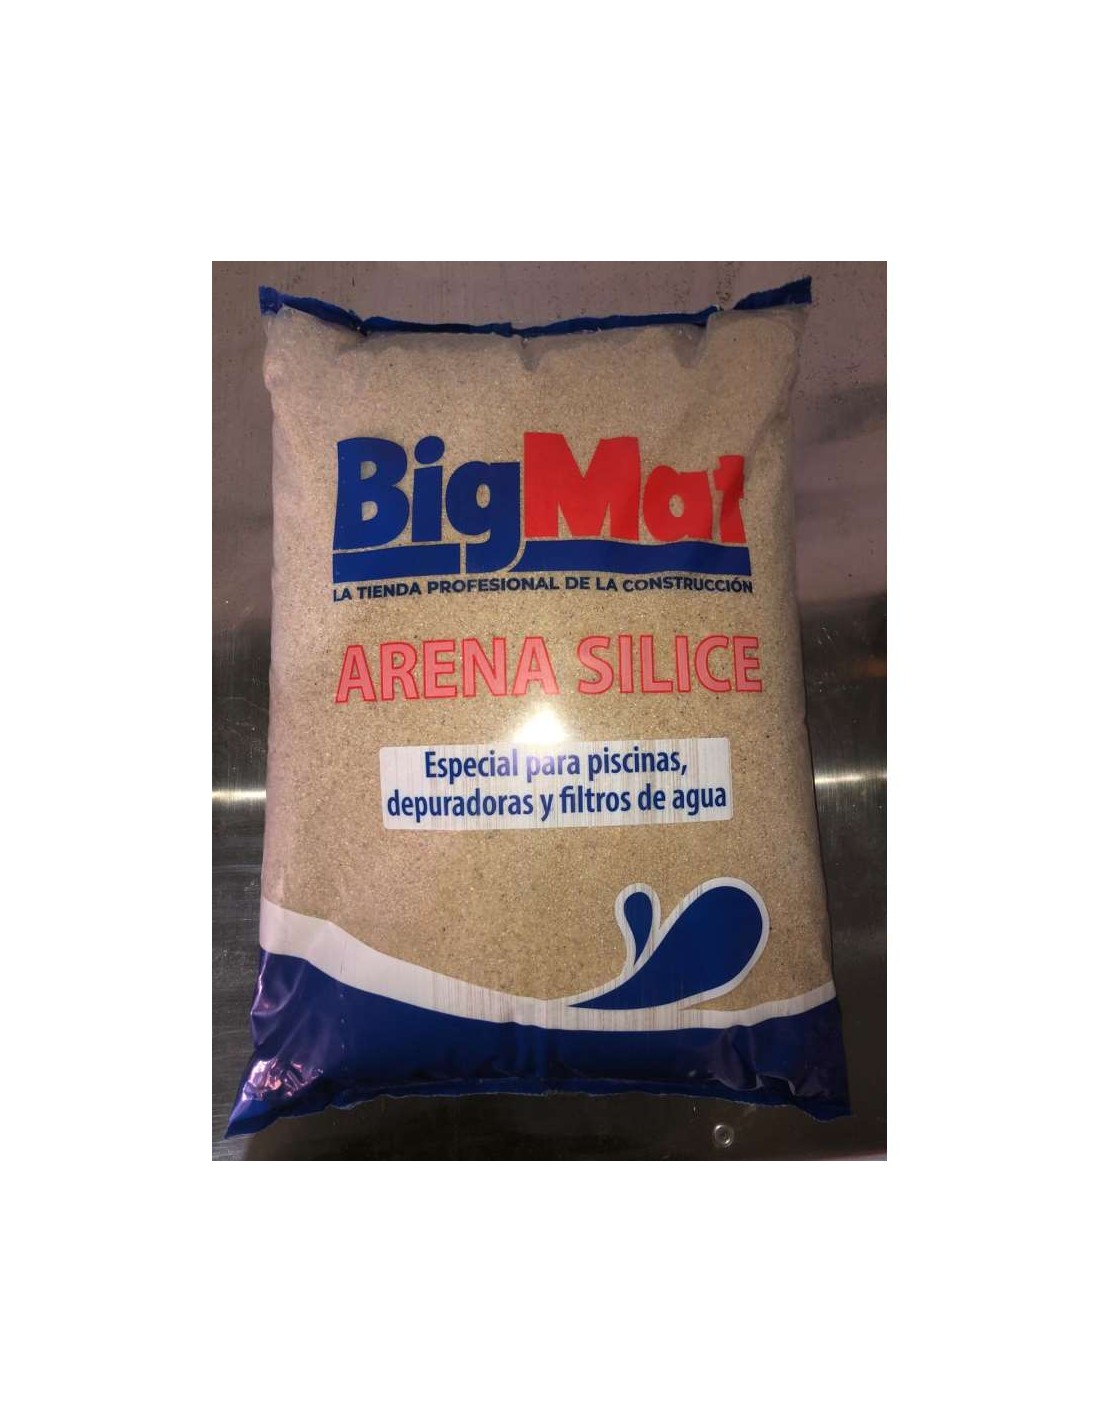 BigMat
LA TIENDA PROFESIONAL DE LA CONSTRUCCIÓN
ARENA SILICE
Especial para piscinas,
depuradoras y filtros de agua